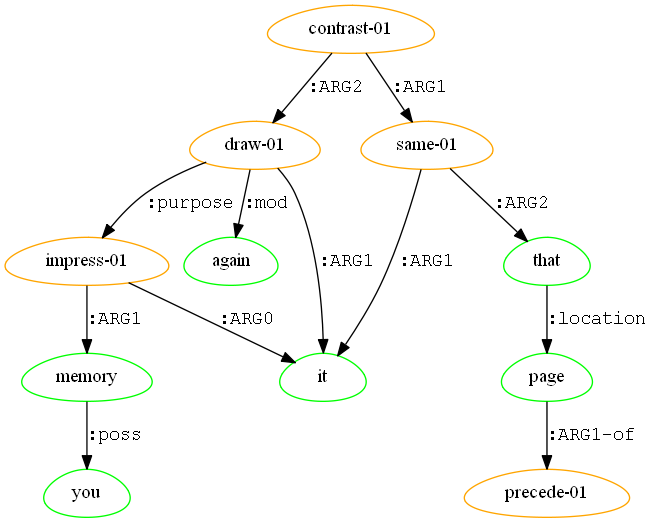 contrast-01
:ARG2
:ARG1
draw-01
same-01
:purpose
:mod
:ARG2
impress-01
again
:ARG1
:ARG1
that
:ARG1
:ARG0
:location
memory
it
page
:poss
:ARG1-of
you
precede-01